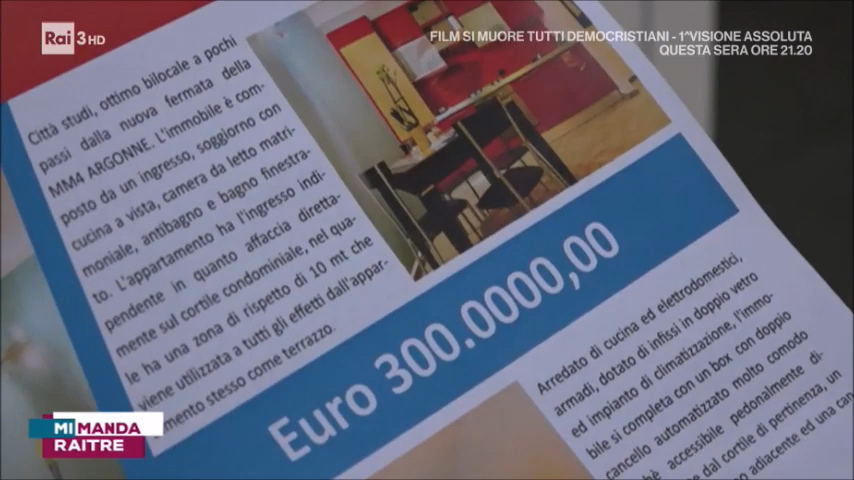 Rai 3HD
FILM SI MUORE TUTTI DEMOCRISTIANI - 1^VISIONE ASSOLUTA
QUESTA SERA ORE 21.20
Città studi, ottimo bilocale a pochi
passi dalla nuova fermata della
MM4 ARGONNE. L'immobile è com-
posto da un ingresso, soggiorno con
cucina a vista, camera da letto matri-
moniale, antibagno e bagno finestra-
to. L'appartamento ha l'ingresso indi-
pendente in quanto affaccia diretta-
mente sul cortile condominiale, nel qua-
le ha una zona di rispetto di 10 mt che
viene utilizzata a tutti gli effetti dall'appar-
amento stesso come terrazzo.
Euro 300.0000,00
Arredato di cucina ed elettrodomestici,
armadi, dotato di infissi in doppio vetro
ed impianto di climatizzazione, l'immo-
bile si completa con un box con doppio
cancello automatizzato molto comodo
accessibile pedonalmente di-
dal cortile di pertinenza, un
adiacente ed una can
MI MANDA
RAITRE